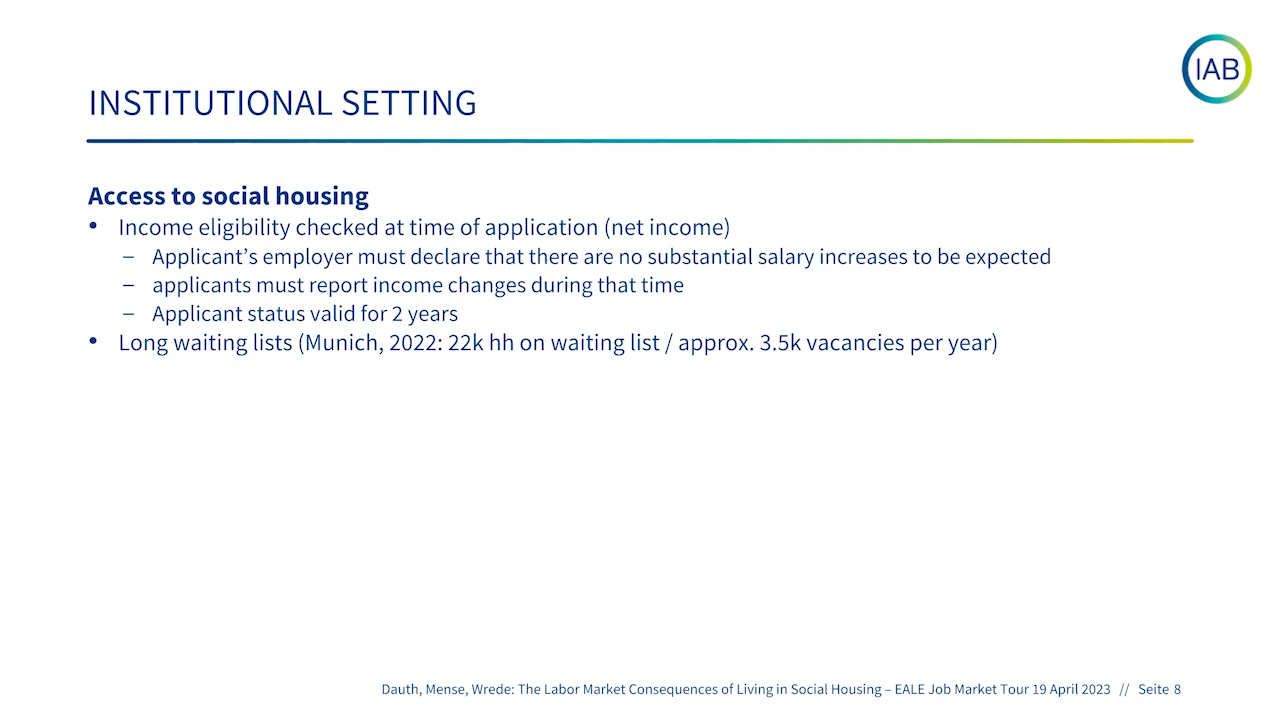 IAB
INSTITUTIONAL SETTING
Access to social housing
• Income eligibility checked at time of application (net income)
– Applicant’s employer must declare that there are no substantial salary increases to be expected
– applicants must report income changes during that time
– Applicant status valid for 2 years
• Long waiting lists (Munich, 2022: 22k hh on waiting list / approx. 3.5k vacancies per year)
Dauth, Mense, Wrede: The Labor Market Consequences of Living in Social Housing – EALE Job Market Tour 19 April 2023 // Seite 8